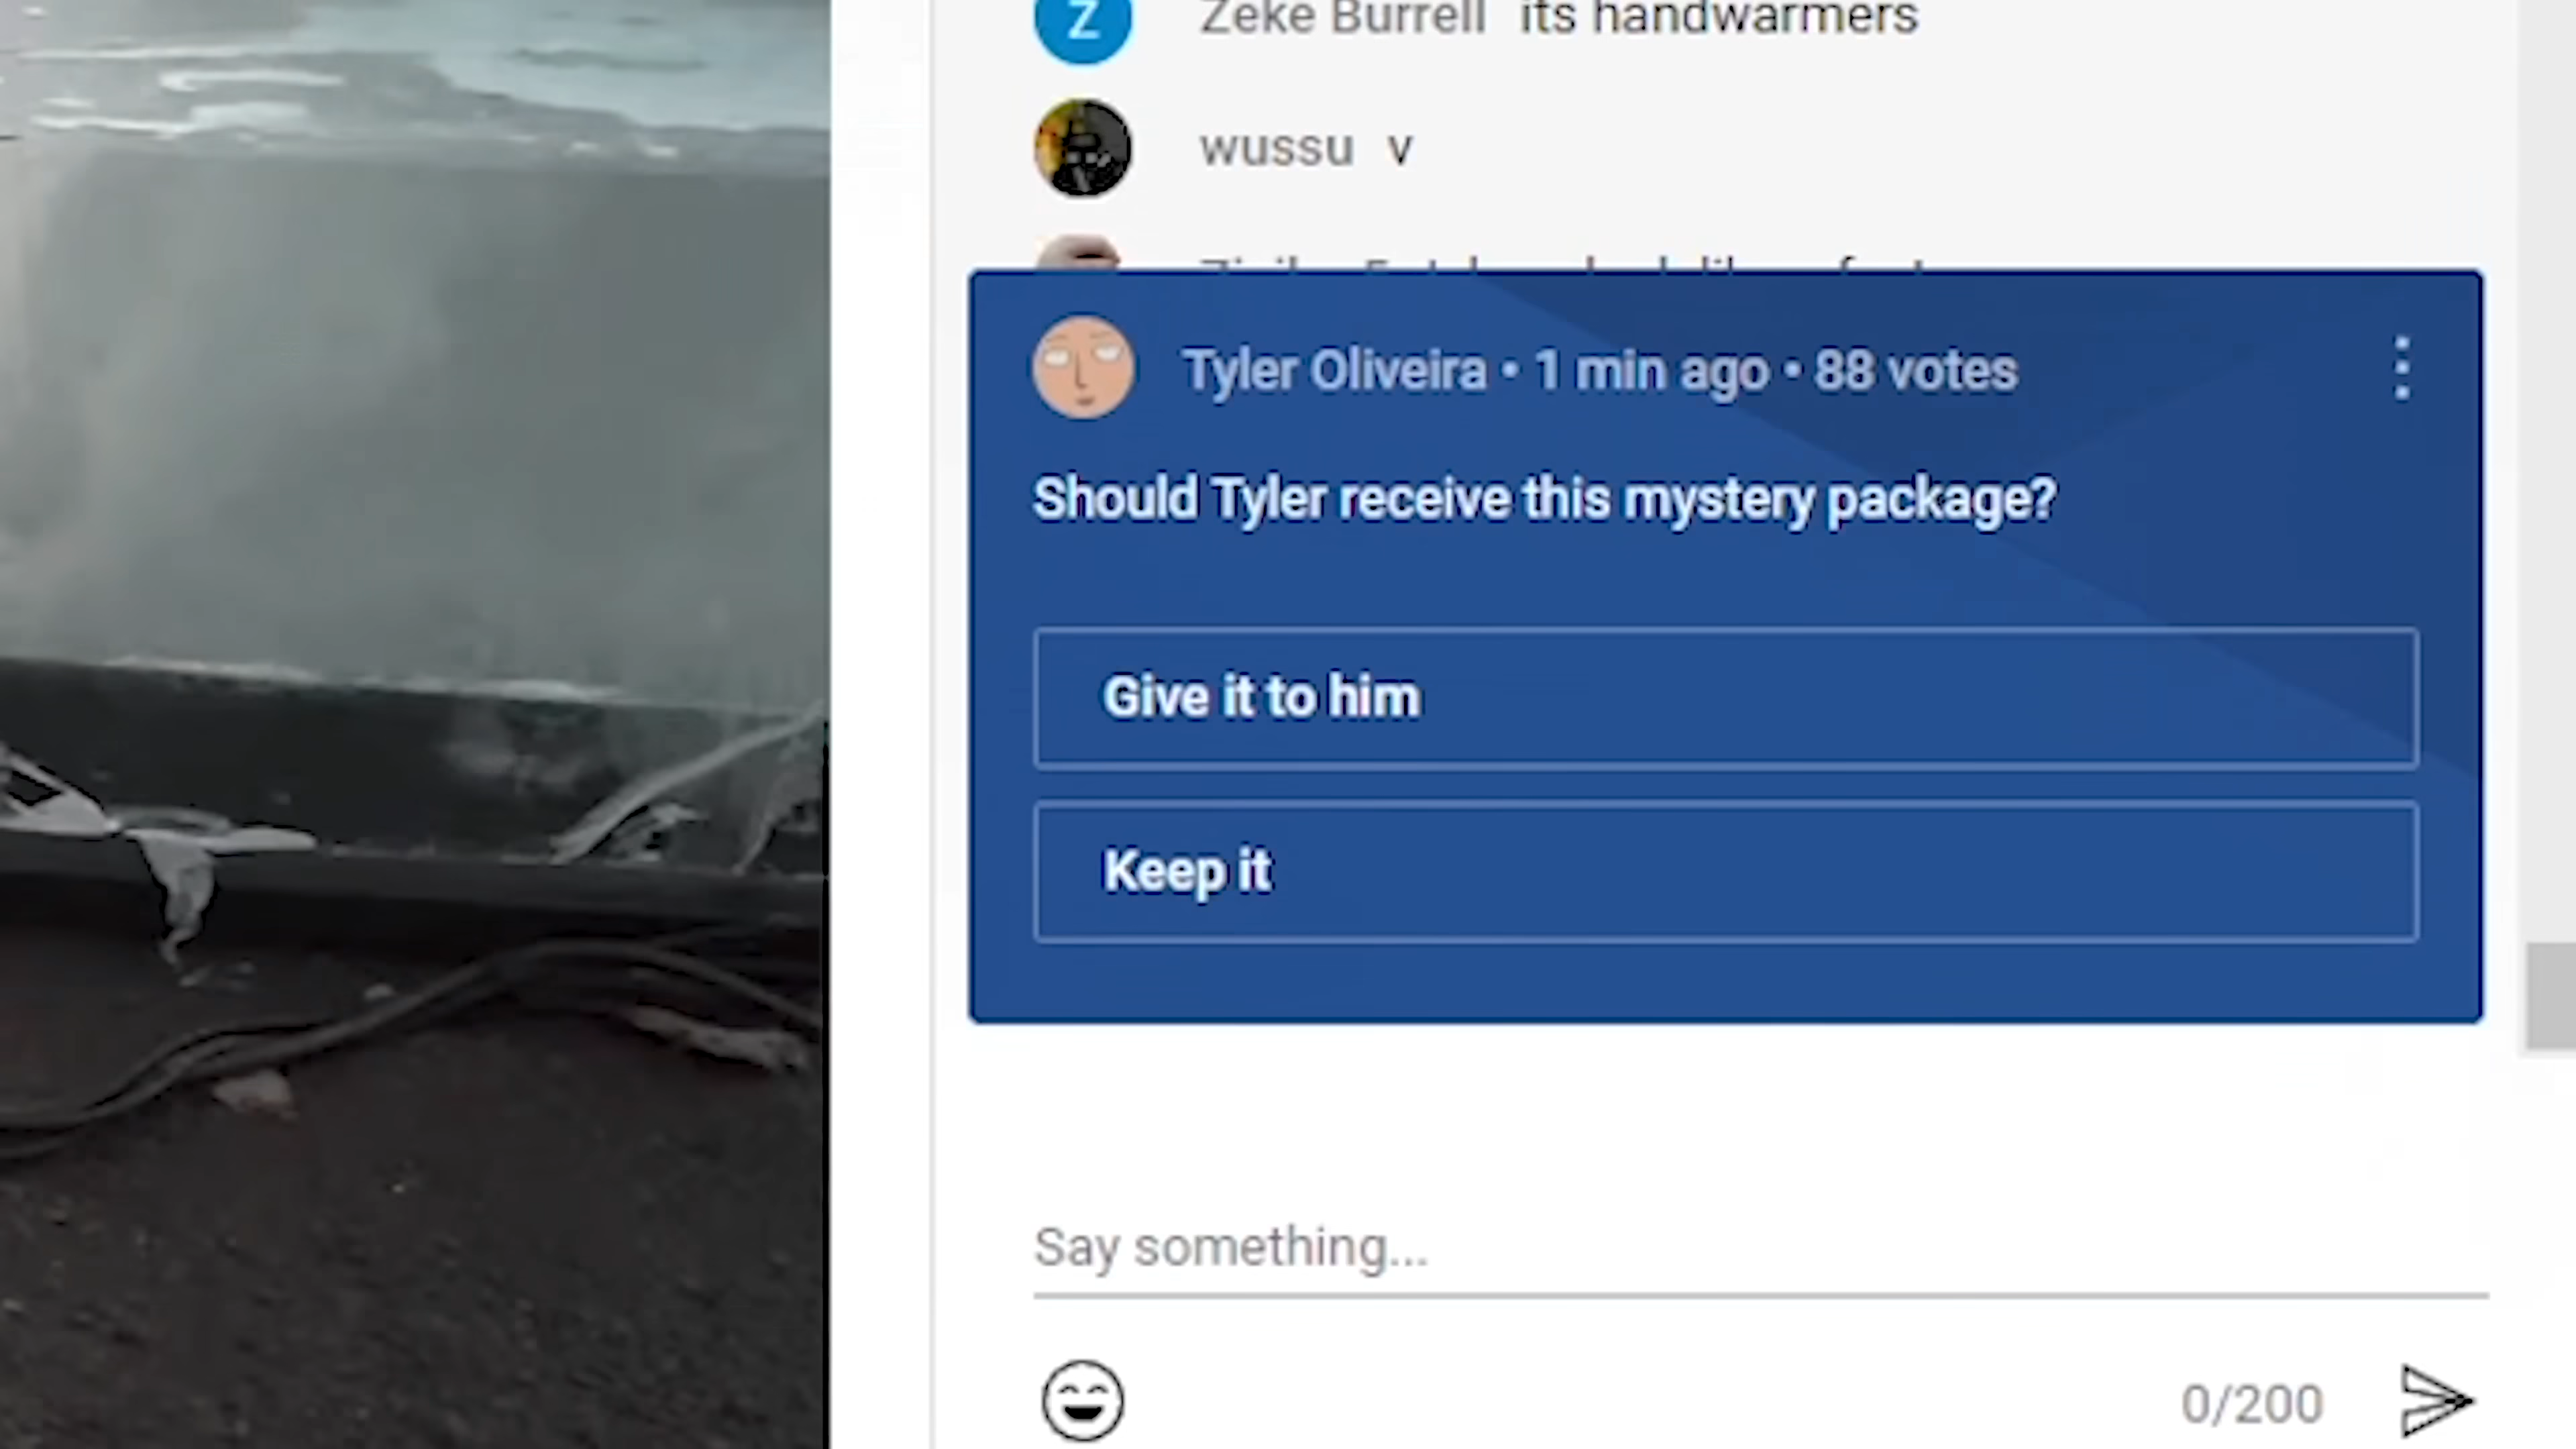 Z
Zeke Burrell its handwarmers
wussu v
Tyler Oliveira • 1 min ago • 88 votes
Should Tyler receive this mystery package?
Give it to him
Keep it
Say something...
0/200